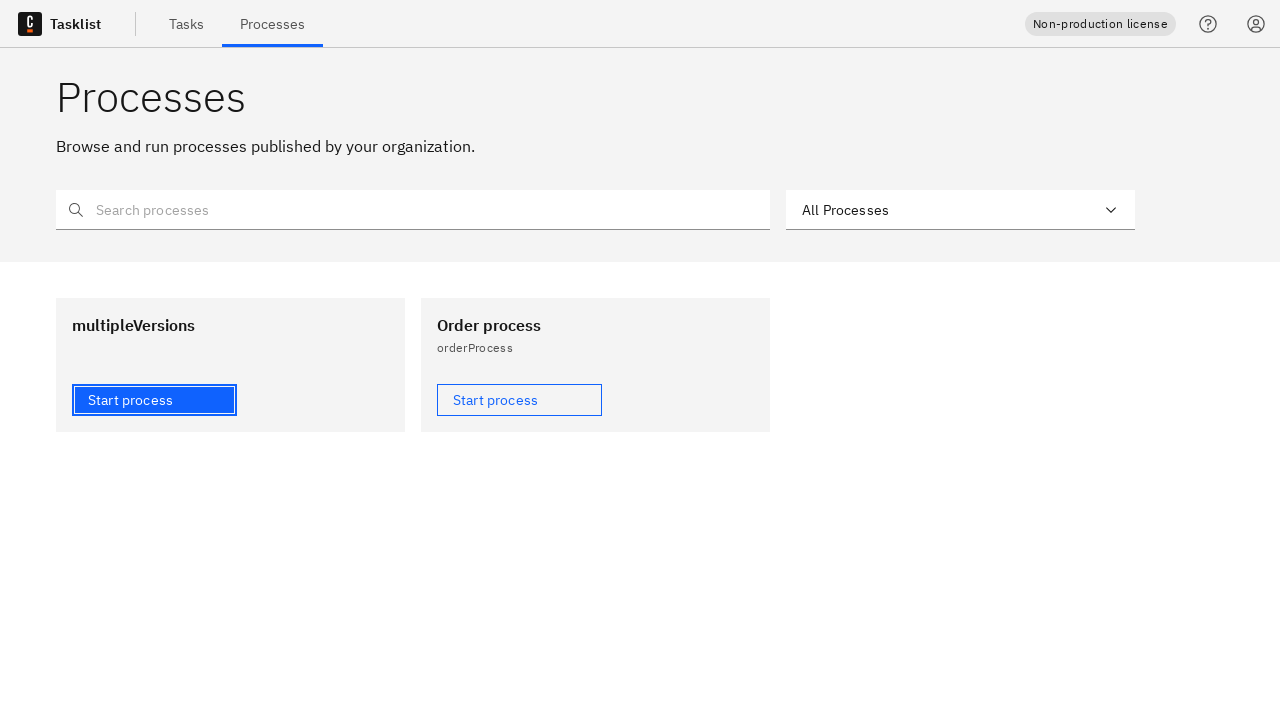 Tasklist
Tasks
Processes
Non-production license
Processes
Browse and run processes published by your organization.
Search processes
All Processes
multipleVersions
Start process
Order process
orderProcess
Start process